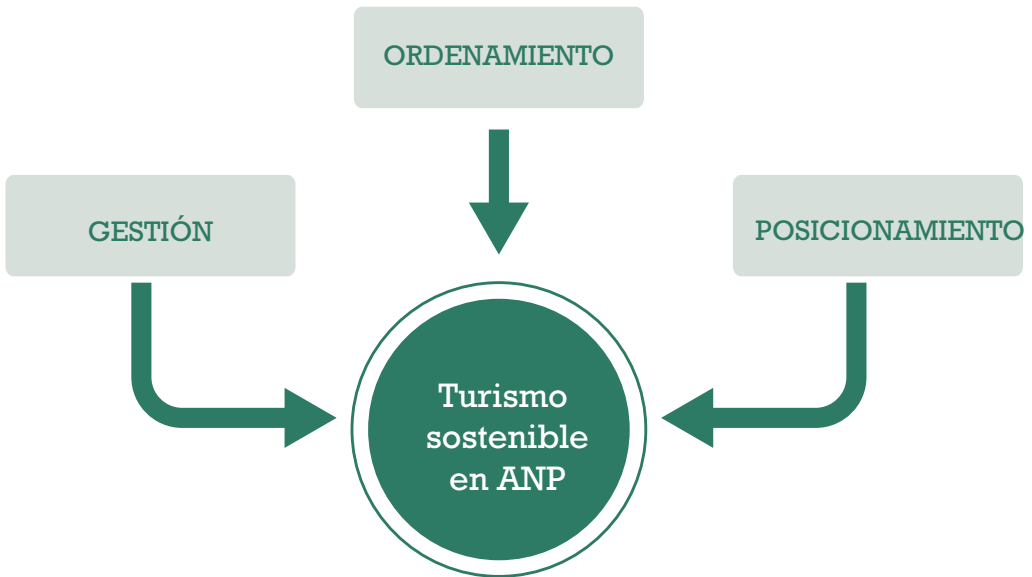 ORDENAMIENTO
GESTIÓN
POSICIONAMIENTO
Turismo
sostenible
en ANP